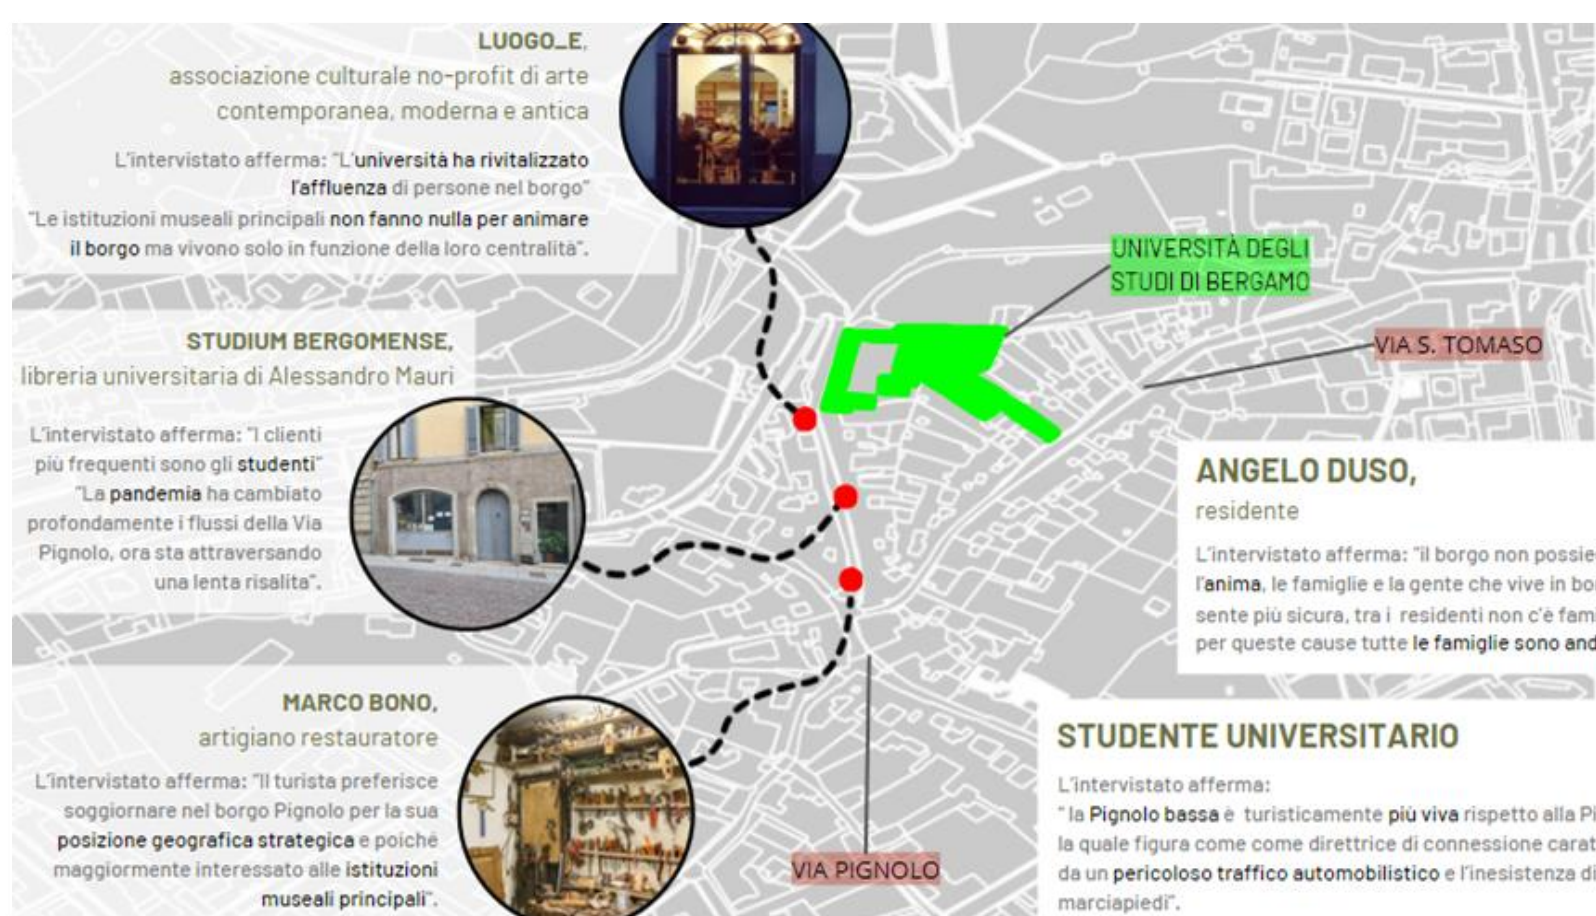 LUOGO_E,
associazione culturale no-profit di arte
contemporanea, moderna e antica
L'intervistato afferma: "L'università ha rivitalizzato
l'affluenza di persone nel borgo"
"Le istituzioni museali principali non fanno nulla per animare
il borgo ma vivono solo in funzione della loro centralità".
STUDIUM BERGOMENSE,
libreria universitaria di Alessandro Mauri
L'intervistato afferma: "I clienti
più frequenti sono gli studenti"
"La pandemia ha cambiato
profondamente i flussi della Via
Pignolo, ora sta attraversando
una lenta risalita".
MARCO BONO,
artigiano restauratore
L'intervistato afferma: "Il turista preferisce
soggiornare nel borgo Pignolo per la sua
posizione geografica strategica e poiché
maggiormente interessato alle istituzioni
museali principali".
UNIVERSITÀ DEGLI
STUDI DI BERGAMO
VIA S. TOMASO
VIA PIGNOLO
ANGELO DUSO,
residente
L'intervistato afferma: "il borgo non possie
l'anima, le famiglie e la gente che vive in bo
sente più sicura, tra i residenti non c'è fam
per queste cause tutte le famiglie sono and
STUDENTE UNIVERSITARIO
L'intervistato afferma:
" la Pignolo bassa è turisticamente più viva rispetto alla Pi
la quale figura come come direttrice di connessione carat
da un pericoloso traffico automobilistico e l'inesistenza di
marciapiedi".